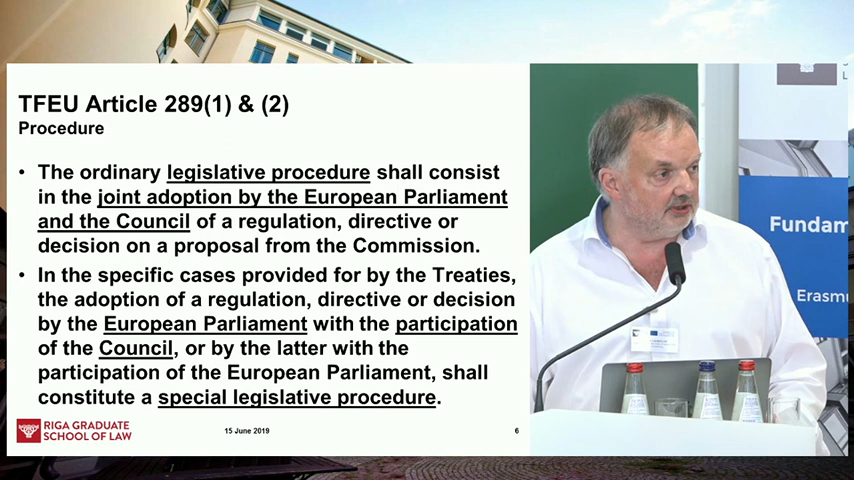 TFEU Article 289(1) & (2)
Procedure
• The ordinary legislative procedure shall consist
in the joint adoption by the European Parliament
and the Council of a regulation, directive or
decision on a proposal from the Commission.
• In the specific cases provided for by the Treaties,
the adoption of a regulation, directive or decision
by the European Parliament with the participation
of the Council, or by the latter with the
participation of the European Parliament, shall
constitute a special legislative procedure.
RIGA GRADUATE
SCHOOL OF LAW
15 June 2019
6
Fundam
Erasmu